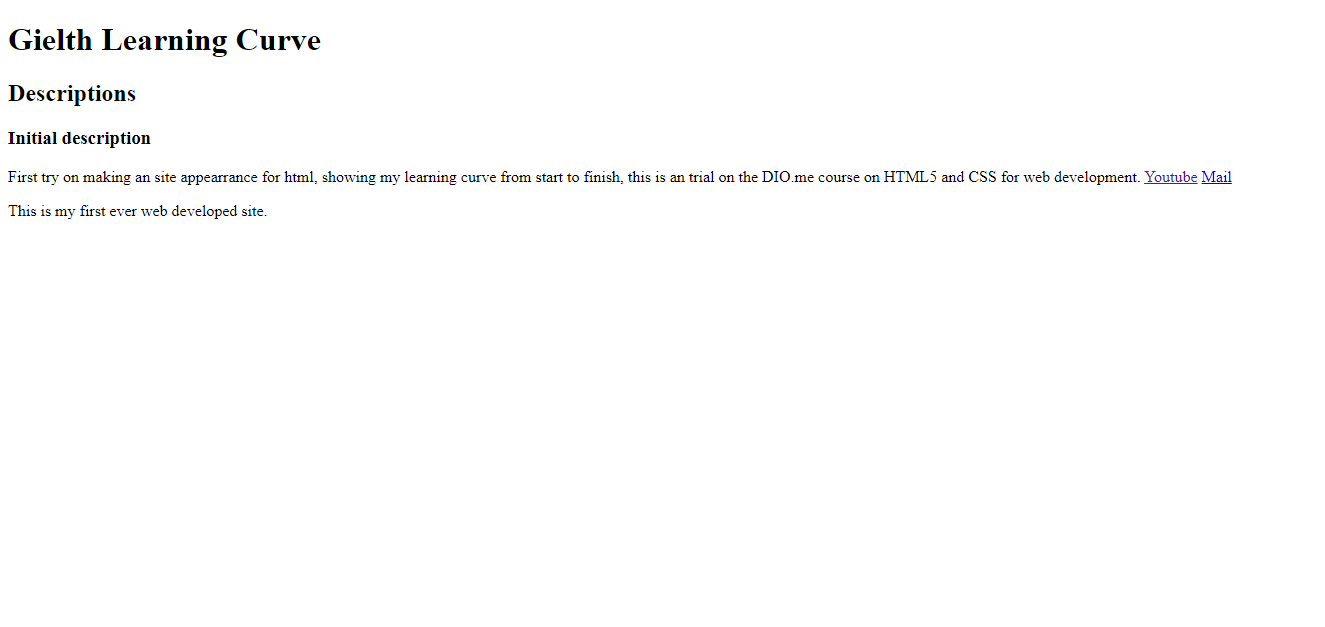 Gielth Learning Curve
Descriptions
Initial description
First try on making an site appearrance for html, showing my learning curve from start to finish, this is an trial on the DIO.me course on HTML5 and CSS for web development. Youtube Mail
This is my first ever web developed site.